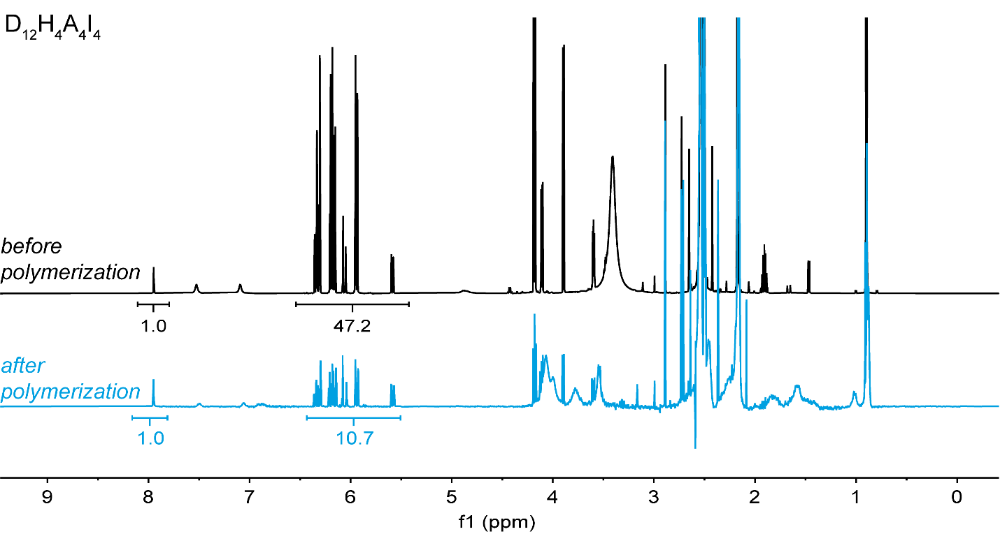 D₁₂H₄A₄I₄
before
polymerization
1.0
47.2
after
polymerization
1.0
10.7
9
8
7
6
5
4
3
2
1
0
f1 (ppm)